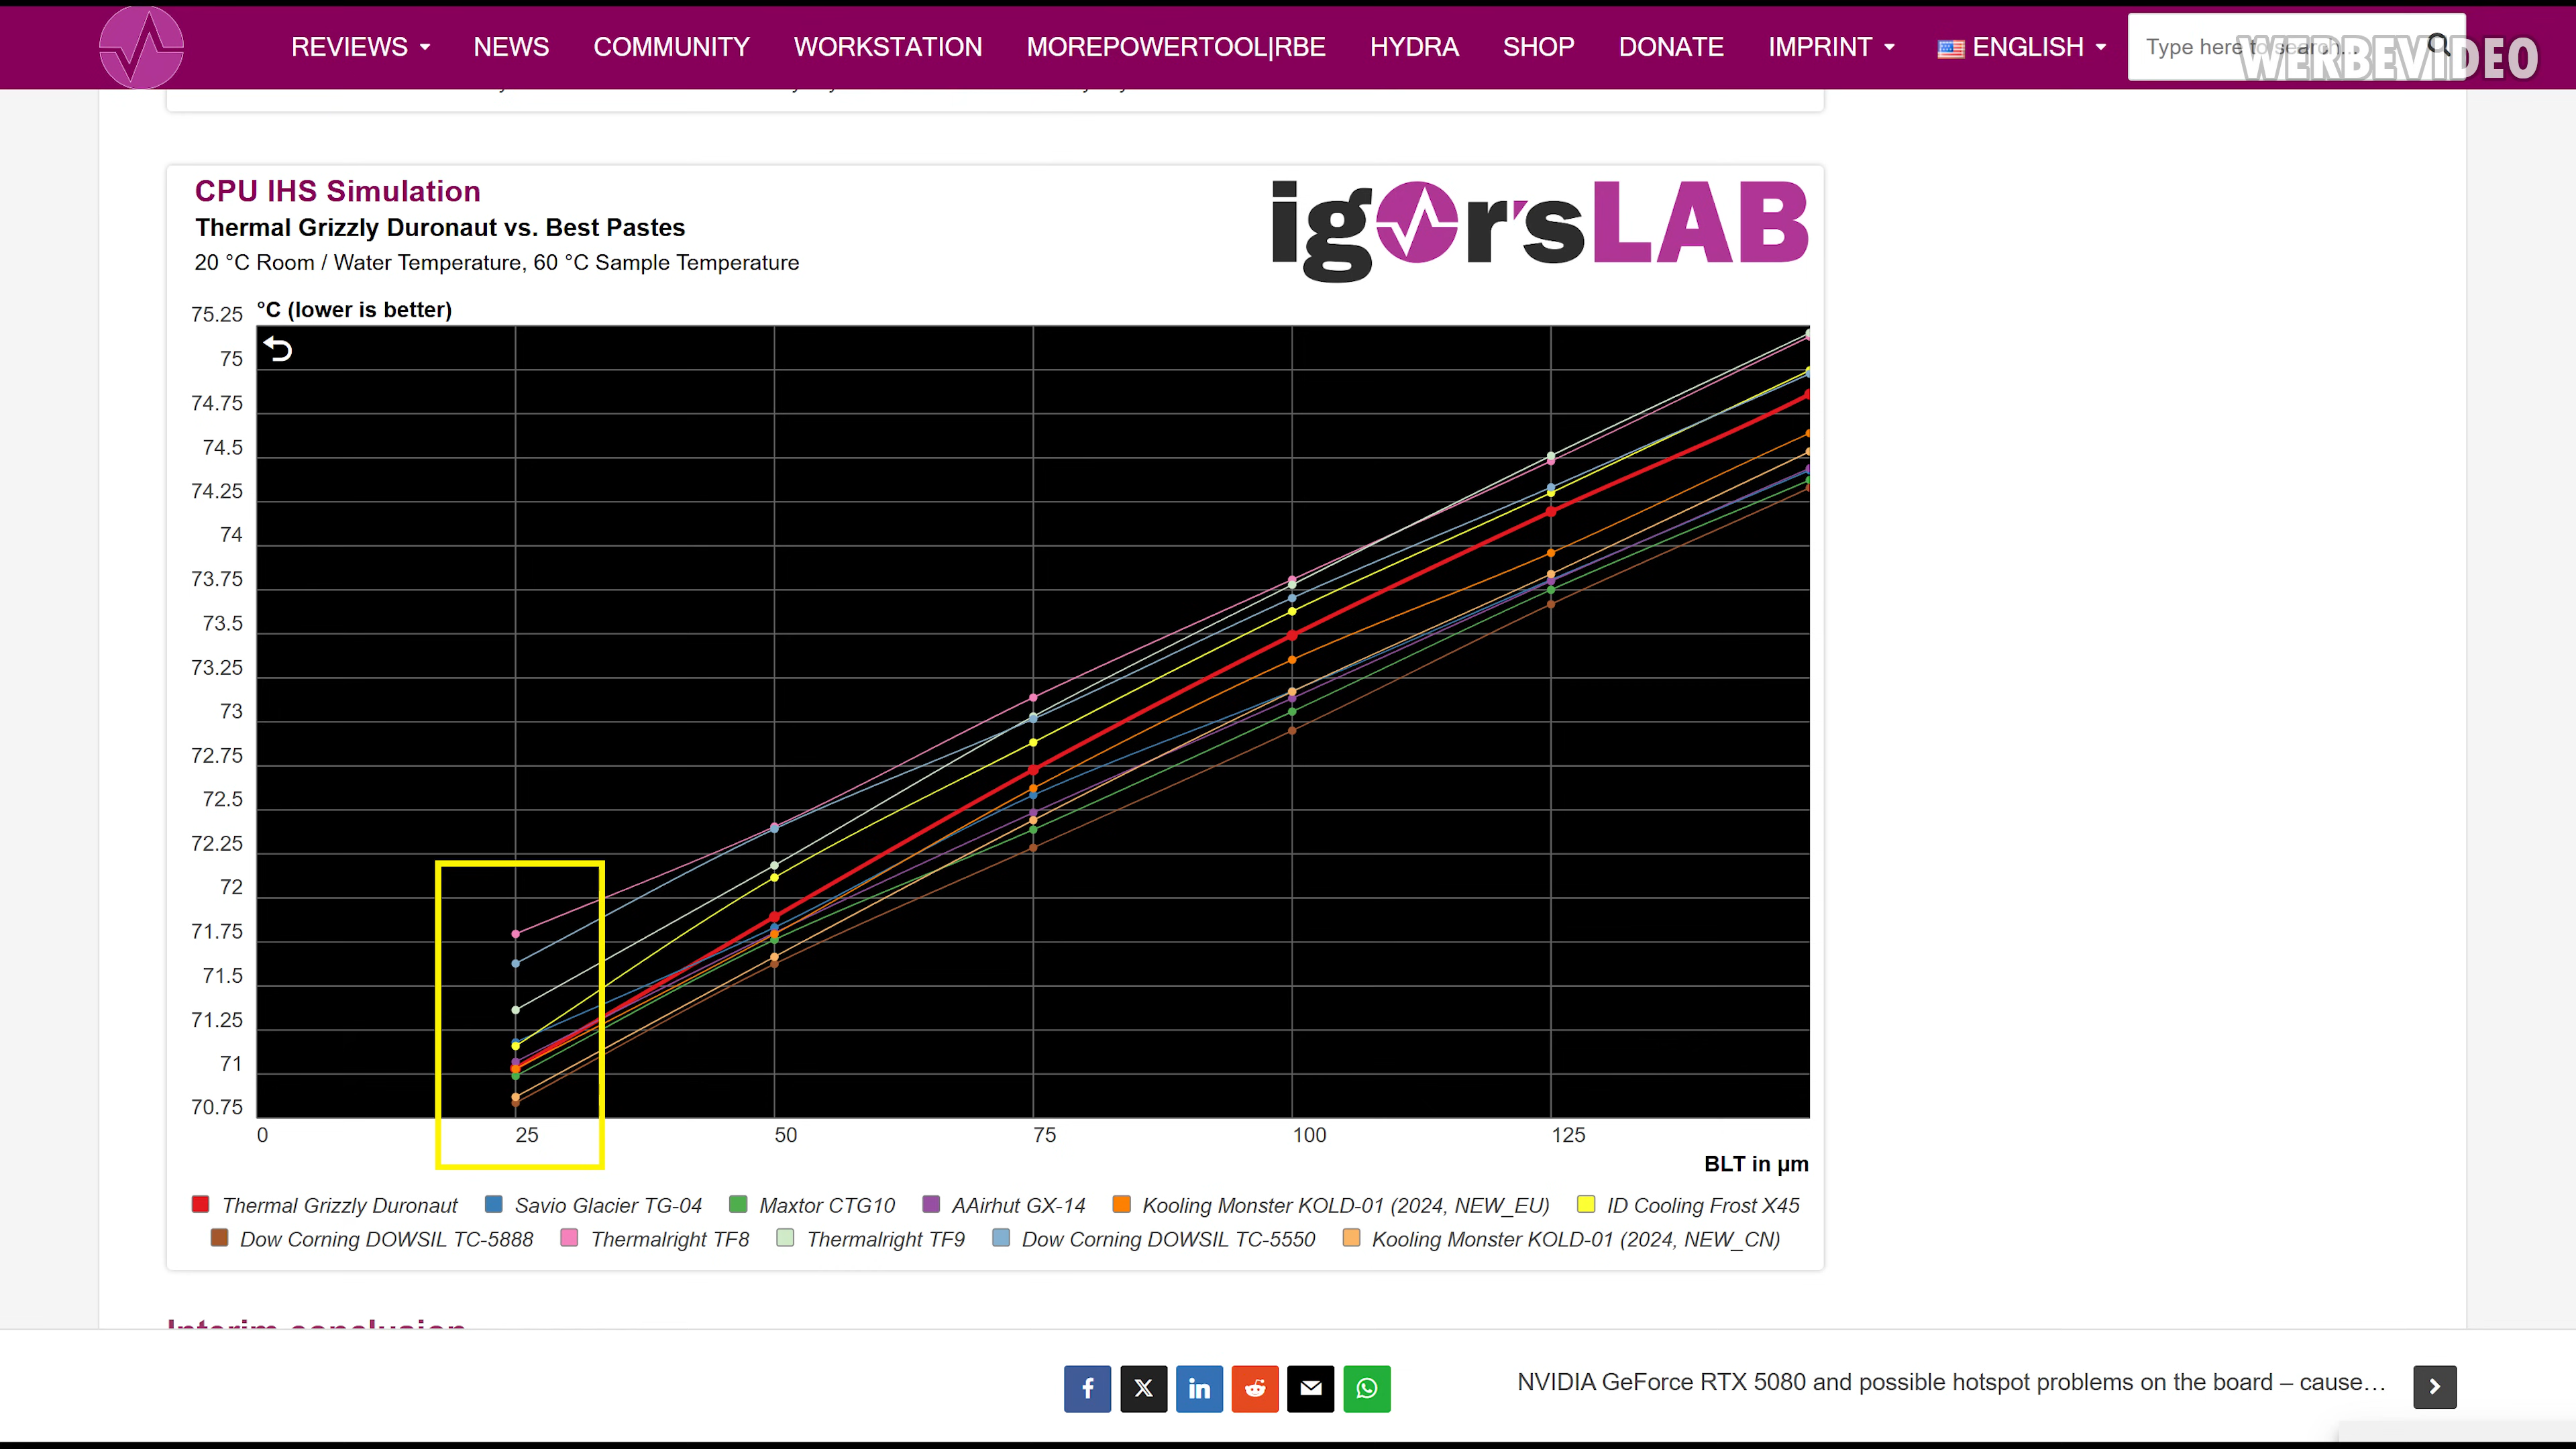 REVIEWS NEWS COMMUNITY WORKSTATION MOREPOWERTOOL|RBE HYDRA SHOP DONATE IMPRINT ENGLISH Type here to search...
WERBEVIDEO
CPU IHS Simulation
Thermal Grizzly Duronaut vs. Best Pastes
20 °C Room / Water Temperature, 60 °C Sample Temperature
igor'sLAB
°C (lower is better)
75.25
75
74.75
74.5
74.25
74
73.75
73.5
73.25
73
72.75
72.5
72.25
72
71.75
71.5
71.25
71
70.75
0 25 50 75 100 125
BLT in µm
Thermal Grizzly Duronaut Savio Glacier TG-04 Maxtor CTG10 AAirhut GX-14 Kooling Monster KOLD-01 (2024, NEW_EU) ID Cooling Frost X45
Dow Corning DOWSIL TC-5888 Thermalright TF8 Thermalright TF9 Dow Corning DOWSIL TC-5550 Kooling Monster KOLD-01 (2024, NEW_CN)
Interim conclusion
NVIDIA GeForce RTX 5080 and possible hotspot problems on the board – cause…